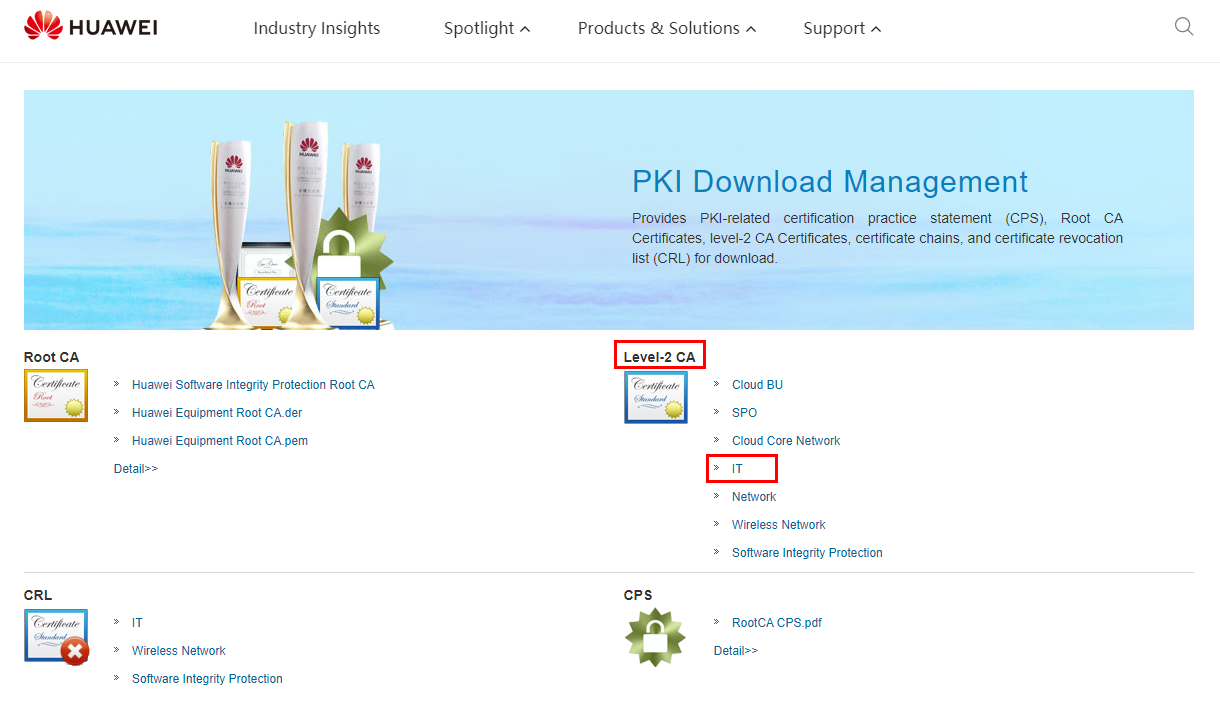 HUAWEI
Industry Insights
Spotlight
Products & Solutions
Support
HUAWEI
HUAWEI
HUAWEI
Certificate
Root
Certificate
Standard
PKI Download Management
Provides PKI-related certification practice statement (CPS), Root CA
Certificates, level-2 CA Certificates, certificate chains, and certificate revocation
list (CRL) for download.
Root CA
Certificate
Root
» Huawei Software Integrity Protection Root CA
» Huawei Equipment Root CA.der
» Huawei Equipment Root CA.pem
Detail>>
Level-2 CA
Certificate
Standard
» Cloud BU
» SPO
» Cloud Core Network
» IT
» Network
» Wireless Network
» Software Integrity Protection
CRL
Certificate
Standard
» IT
» Wireless Network
» Software Integrity Protection
CPS
» RootCA CPS.pdf
Detail>>